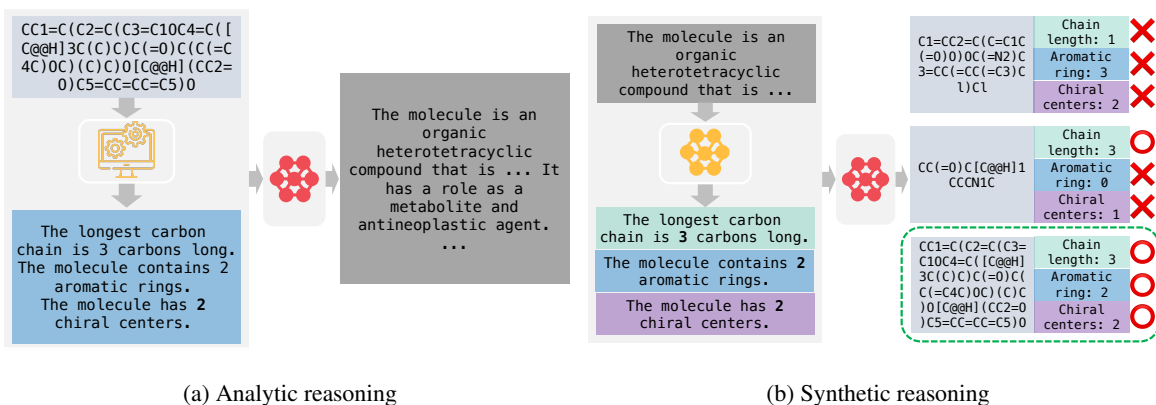 CC1=C(C2=C(C3=C1OC4=C([
C@@H]3C(C)C)C(=O)C(C(=C
4C)OC)(C)C)O[C@@H](CC2=
O)C5=CC=CC=C5)O
The longest carbon
chain is 3 carbons long.
The molecule contains 2
aromatic rings.
The molecule has 2
chiral centers.
The molecule is an
organic
heterotetracyclic
compound that is ... It
has a role as a
metabolite and
antineoplastic agent.
...
(a) Analytic reasoning
The molecule is an
organic
heterotetracyclic
compound that is ...
The longest carbon
chain is 3 carbons long.
The molecule contains 2
aromatic rings.
The molecule has 2
chiral centers.
C1=CC2=C(C=C1C
(=O)O)OC(=N2)C
3=CC(=CC(=C3)C
l)Cl
Chain
length: 1
Aromatic
ring: 3
Chiral
centers: 2
CC(=O)C[C@@H]1
CCCN1C
Chain
length: 3
Aromatic
ring: 0
Chiral
centers: 1
CC1=C(C2=C(C3=
C1OC4=C([C@@H]
3C(C)C)C(=O)C(
C(=C4C)OC)(C)C
)O[C@@H](CC2=O
)C5=CC=CC=C5)O
Chain
length: 3
Aromatic
ring: 2
Chiral
centers: 2
(b) Synthetic reasoning